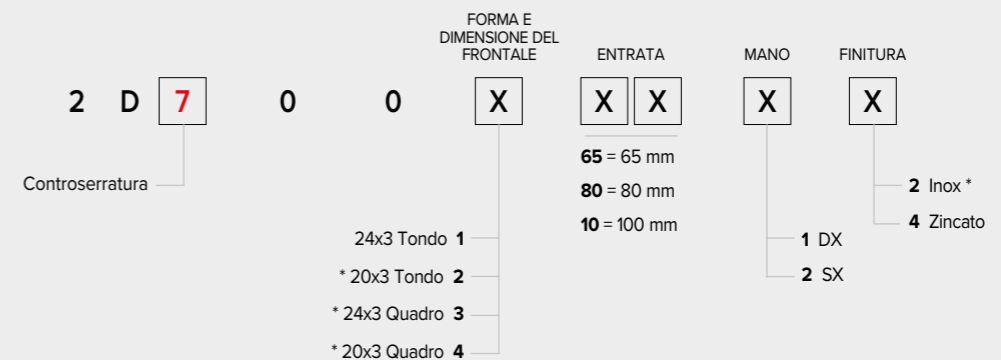 FORMA E
DIMENSIONE DEL
FRONTALE
ENTRATA
MANO
FINITURA
2 D 7 0 0 X X X X X
Controserratura
65 = 65 mm
80 = 80 mm
10 = 100 mm
24x3 Tondo 1
* 20x3 Tondo 2
* 24x3 Quadro 3
* 20x3 Quadro 4
1 DX
2 SX
2 Inox *
4 Zincato